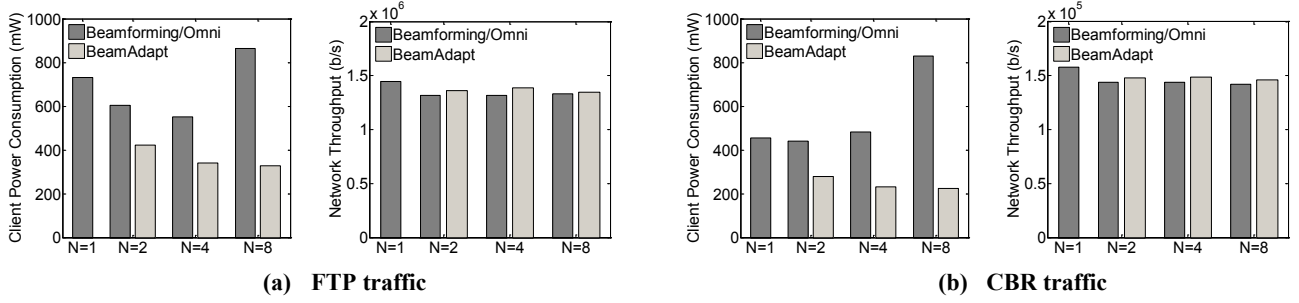 Client Power Consumption (mW)
1000
800
600
400
200
0
Beamforming/Omni
BeamAdapt
N=1 N=2 N=4 N=8
Network Throughput (b/s)
2 x 10^6
1.5
1
0.5
0
Beamforming/Omni
BeamAdapt
N=1 N=2 N=4 N=8
(a) FTP traffic
Client Power Consumption (mW)
1000
800
600
400
200
0
Beamforming/Omni
BeamAdapt
N=1 N=2 N=4 N=8
Network Throughput (b/s)
2 x 10^5
1.5
1
0.5
0
Beamforming/Omni
BeamAdapt
N=1 N=2 N=4 N=8
(b) CBR traffic